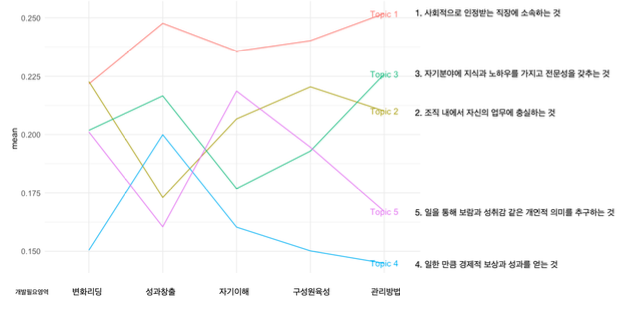 0.250
0.225
0.200
0.175
0.150
mean
Topic 1
Topic 3
Topic 2
Topic 5
Topic 4
1. 사회적으로 인정받는 직장에 소속하는 것
3. 자기분야에 지식과 노하우를 가지고 전문성을 갖추는 것
2. 조직 내에서 자신의 업무에 충실하는 것
5. 일을 통해 보람과 성취감 같은 개인적 의미를 추구하는 것
4. 일한 만큼 경제적 보상과 성과를 얻는 것
개발필요영역 변화리딩 성과창출 자기이해 구성원육성 관리방법